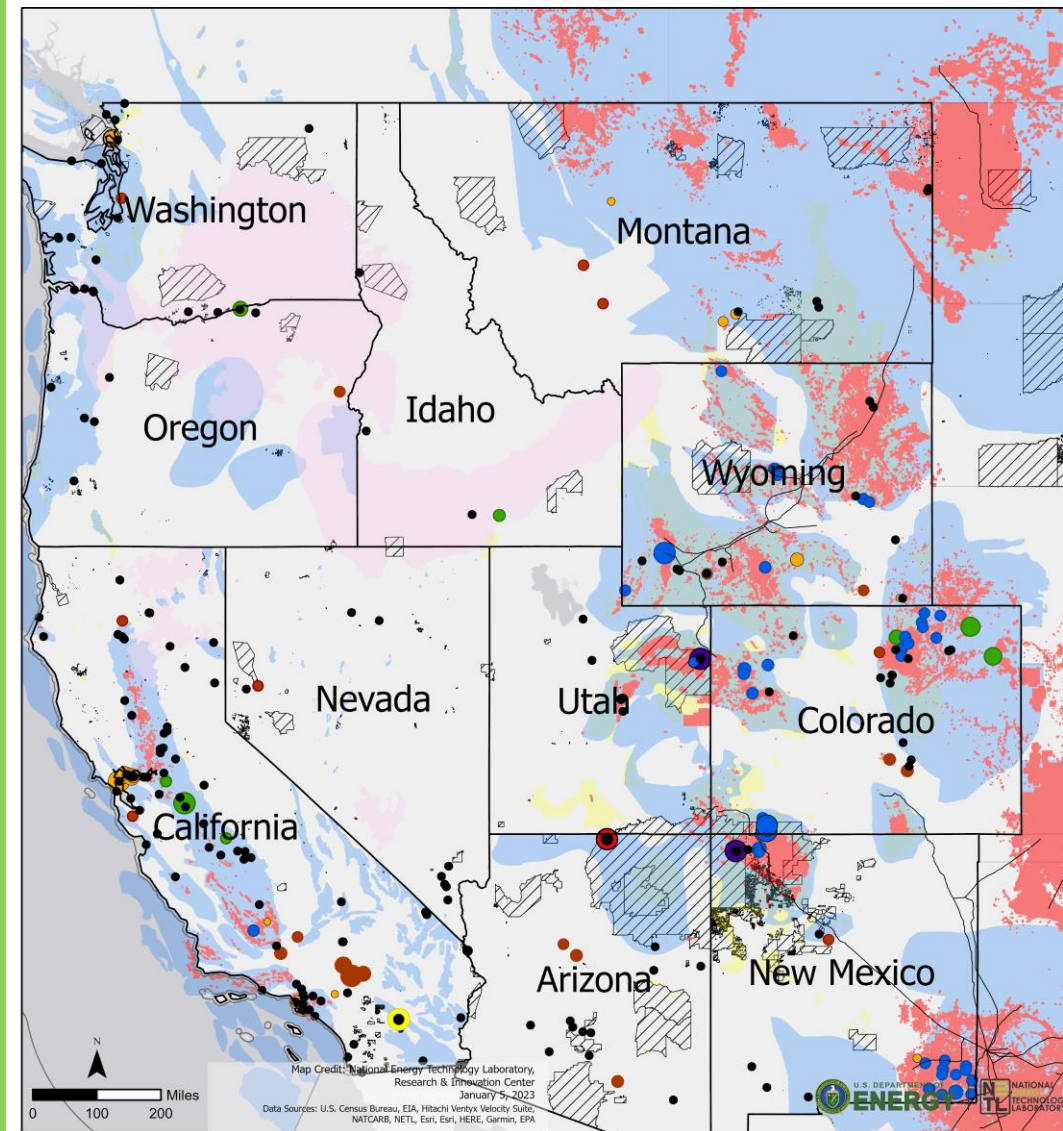 Washington
Montana
Oregon
Idaho
Wyoming
Nevada
Utah
Colorado
California
Arizona
New Mexico
N
Miles
0 100 200
Map Credit: National Energy Technology Laboratory,
Research & Innovation Center
January 5, 2023
Data Sources: U.S. Census Bureau, EIA, Hitachi Ventyx Velocity Suite,
NATCARB, NETL, Esri, Esri, HERE, Garmin, EPA
U.S. DEPARTMENT OF
ENERGY
NETL
NATIONAL
TECHNOLOGY
LABORATORY